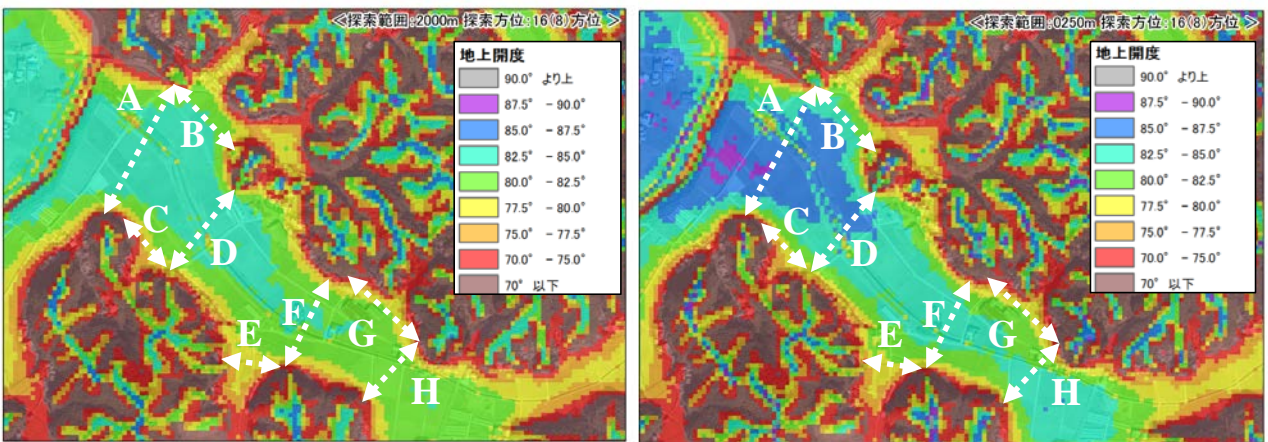 ≪探索範囲:2000m 探索方位:16(8)方位 ≫
地上開度
90.0° より上
87.5° - 90.0°
85.0° - 87.5°
82.5° - 85.0°
80.0° - 82.5°
77.5° - 80.0°
75.0° - 77.5°
70.0° - 75.0°
70° 以下
A
B
C
D
E
F
G
H
≪探索範囲:0250m 探索方位:16(8)方位 ≫
地上開度
90.0° より上
87.5° - 90.0°
85.0° - 87.5°
82.5° - 85.0°
80.0° - 82.5°
77.5° - 80.0°
75.0° - 77.5°
70.0° - 75.0°
70° 以下
A
B
C
D
E
F
G
H